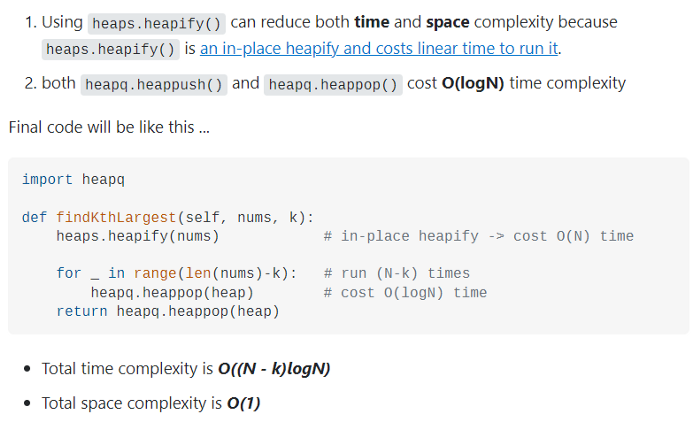 1. Using heaps.heapify() can reduce both time and space complexity because
heaps.heapify() is an in-place heapify and costs linear time to run it.
2. both heapq.heappush() and heapq.heappop() cost O(logN) time complexity
Final code will be like this ...
import heapq
def findKthLargest(self, nums, k):
    heaps.heapify(nums)            # in-place heapify -> cost O(N) time
    for _ in range(len(nums)-k):   # run (N-k) times
        heapq.heappop(heap)        # cost O(logN) time
    return heapq.heappop(heap)
• Total time complexity is O((N - k)logN)
• Total space complexity is O(1)